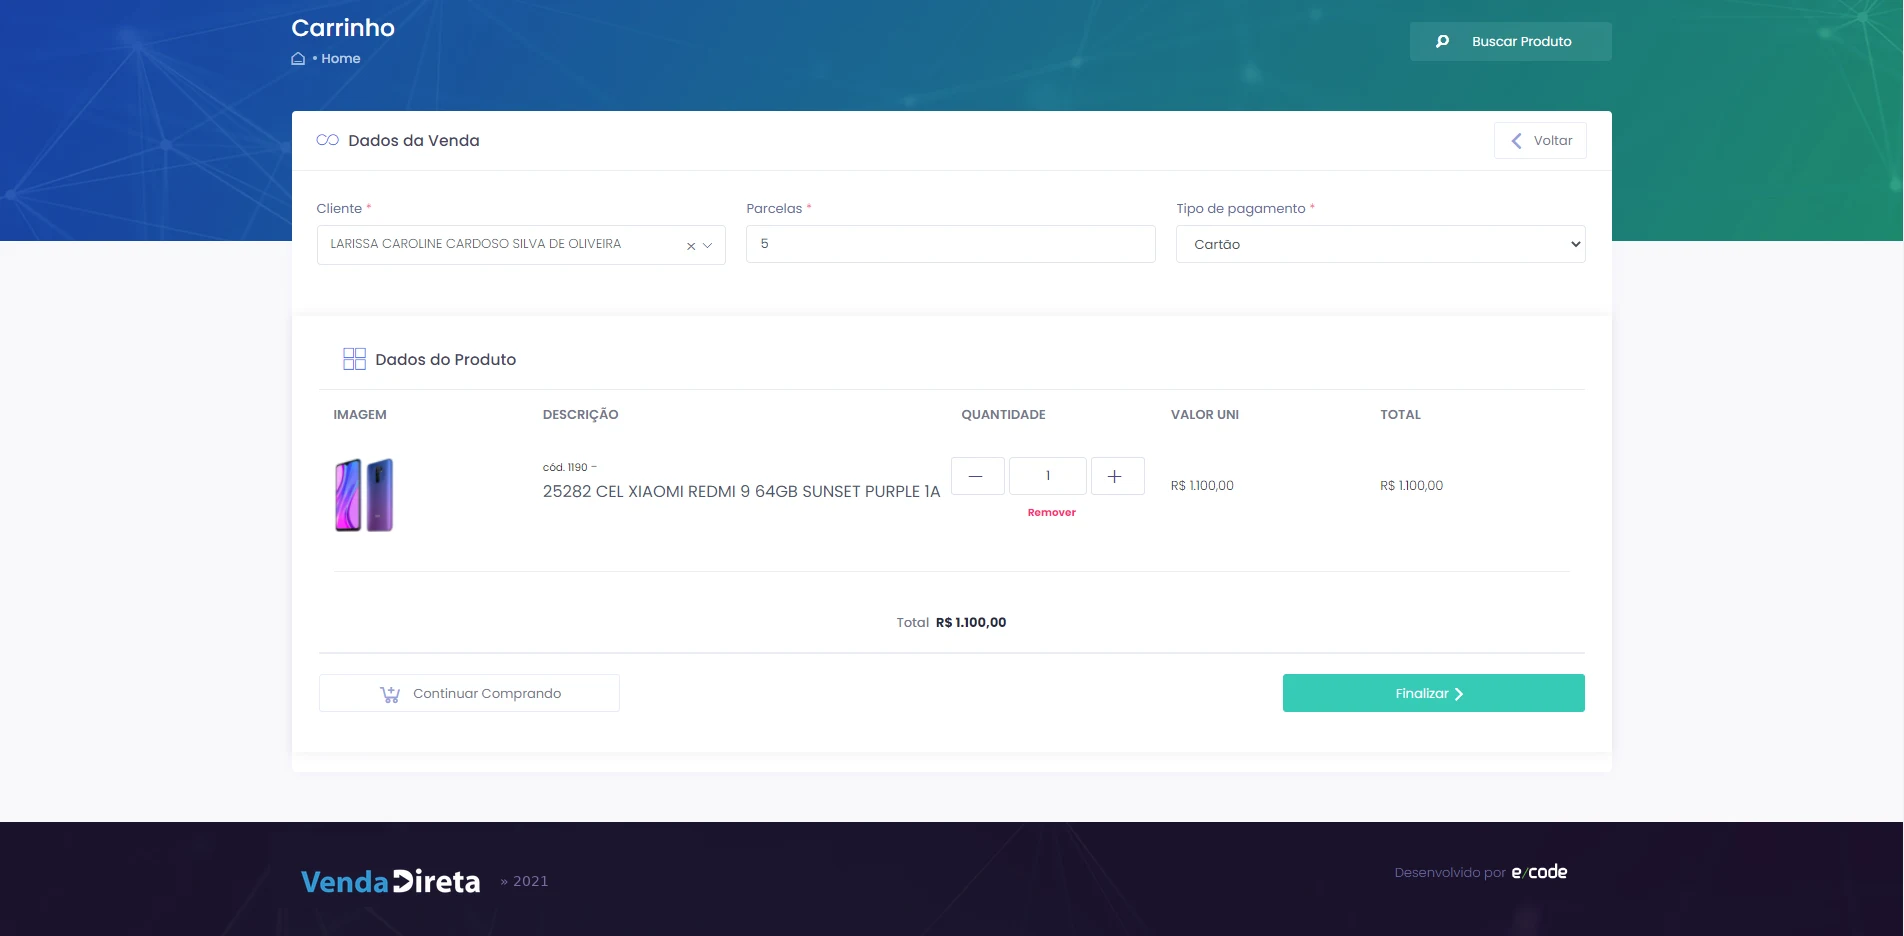 Carrinho
• Home
Buscar Produto
Dados da Venda
Voltar
Cliente *
Parcelas *
Tipo de pagamento *
LARISSA CAROLINE CARDOSO SILVA DE OLIVEIRA
5
Cartão
Dados do Produto
IMAGEM DESCRIÇÃO QUANTIDADE VALOR UNI TOTAL
cód. 1190 –
25282 CEL XIAOMI REDMI 9 64GB SUNSET PURPLE 1A
1
R$ 1.100,00
R$ 1.100,00
Remover
Total R$ 1.100,00
Continuar Comprando
Finalizar
VendaDireta » 2021
Desenvolvido por e/code